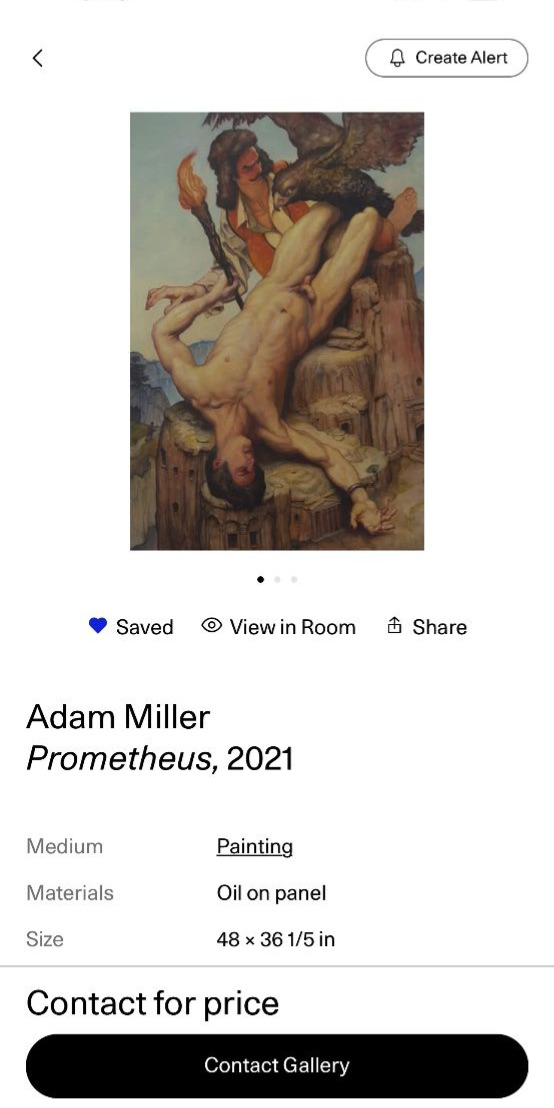 Create Alert
Saved
View in Room
Share
Adam Miller
Prometheus, 2021
Medium
Painting
Materials
Oil on panel
Size
48 × 36 1/5 in
Contact for price
Contact Gallery